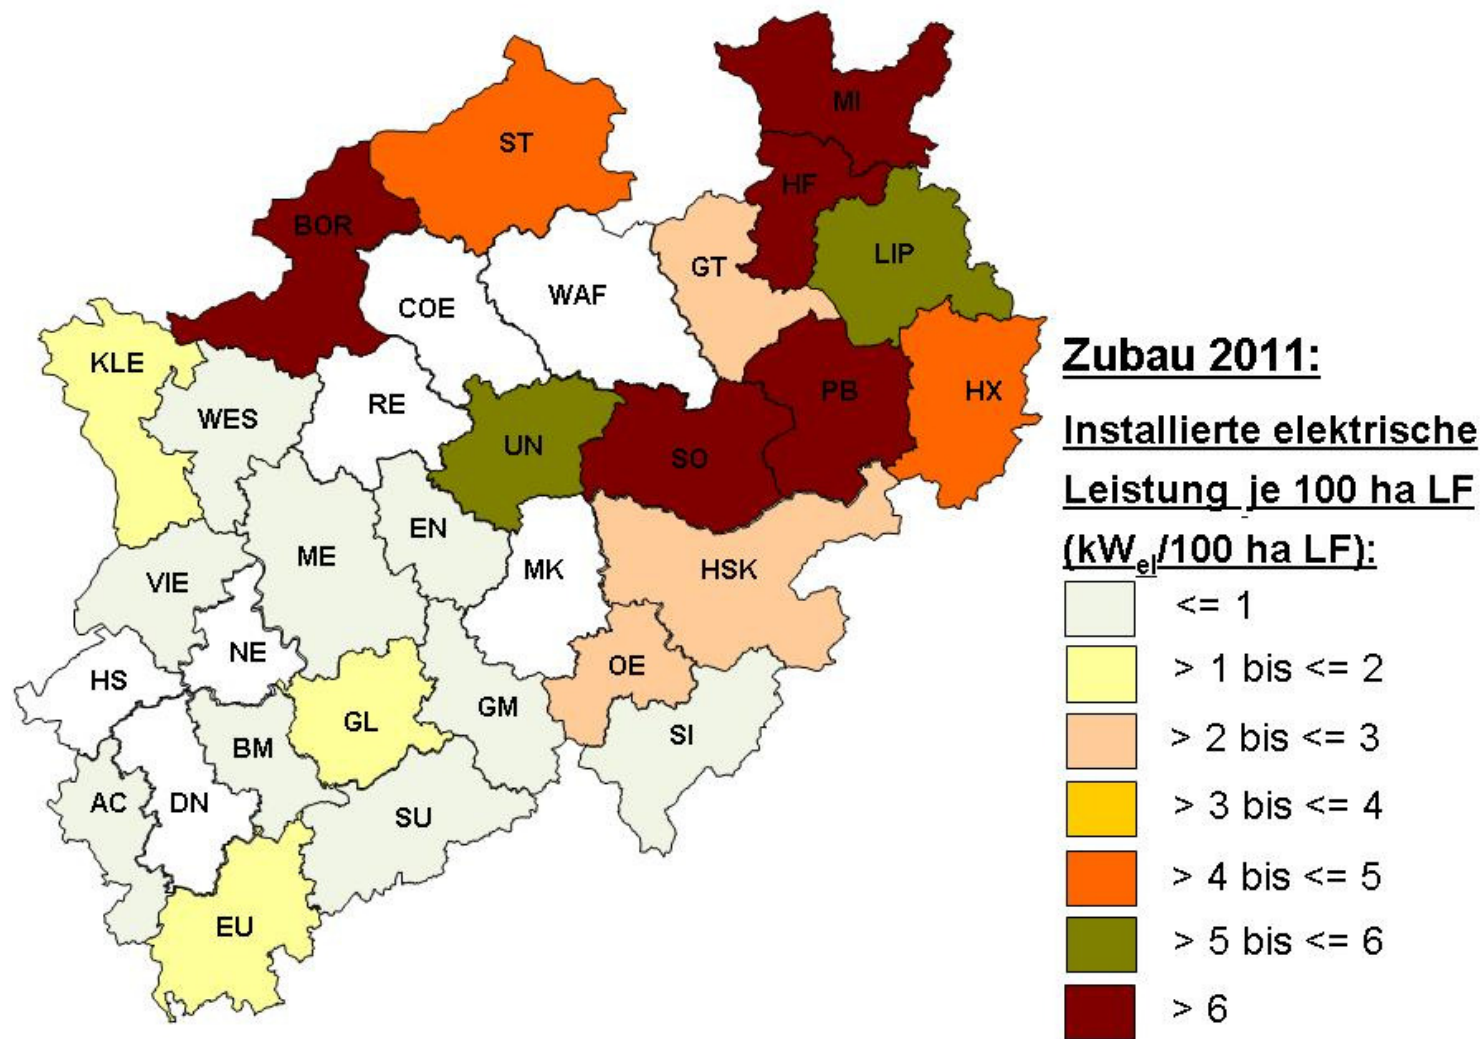 MI
ST
HF
BOR
LIP
GT
WAF
COE
KLE
Zubau 2011:
PB
HX
RE
WES
Installierte elektrische
UN
SO
Leistung je 100 ha LF
EN
(kWel/100 ha LF):
ME
MK
HSK
VIE
<= 1
NE
OE
> 1 bis <= 2
HS
GM
GL
SI
> 2 bis <= 3
BM
AC
DN
> 3 bis <= 4
SU
> 4 bis <= 5
EU
> 5 bis <= 6
> 6